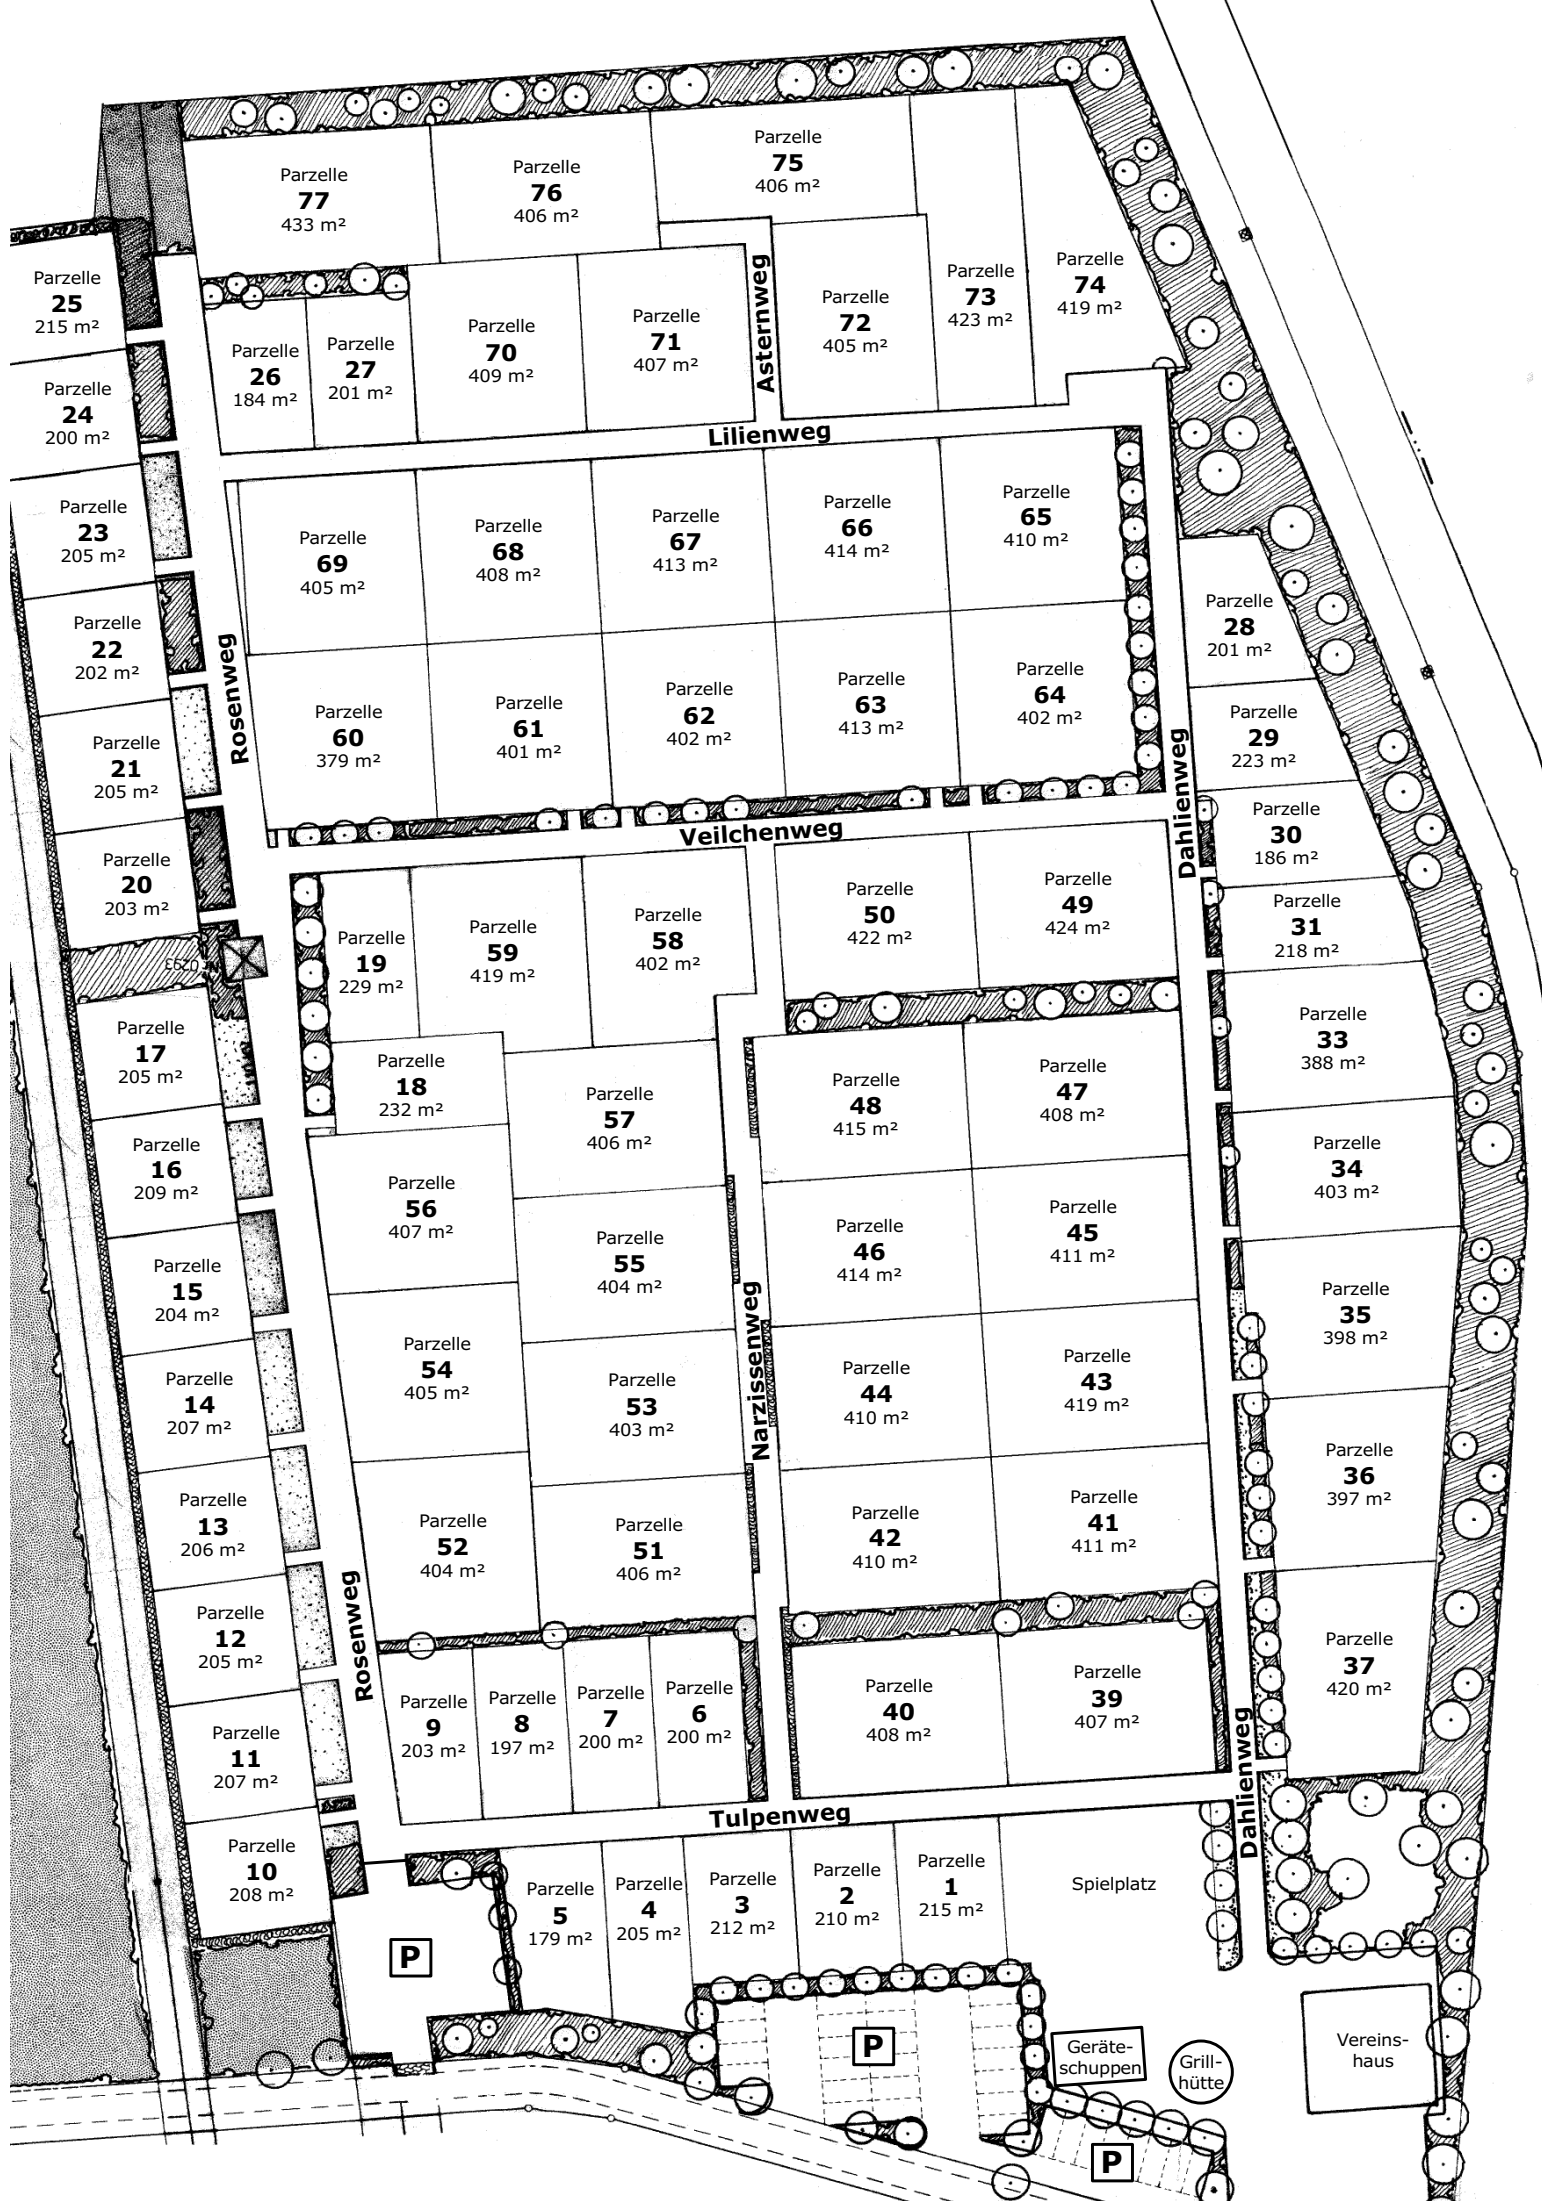 Parzelle
77
433 m²
Parzelle
76
406 m²
Parzelle
75
406 m²
Parzelle
25
215 m²
Parzelle
24
200 m²
Parzelle
26
184 m²
Parzelle
27
201 m²
Parzelle
70
409 m²
Parzelle
71
407 m²
Asternweg
Parzelle
72
405 m²
Parzelle
73
423 m²
Parzelle
74
419 m²
Lilienweg
Parzelle
23
205 m²
Parzelle
22
202 m²
Parzelle
21
205 m²
Parzelle
20
203 m²
Rosenweg
Parzelle
69
405 m²
Parzelle
68
408 m²
Parzelle
67
413 m²
Parzelle
66
414 m²
Parzelle
65
410 m²
Parzelle
60
379 m²
Parzelle
61
401 m²
Parzelle
62
402 m²
Parzelle
63
413 m²
Parzelle
64
402 m²
Parzelle
28
201 m²
Parzelle
29
223 m²
Parzelle
30
186 m²
Parzelle
31
218 m²
Dahlienweg
Veilchenweg
Parzelle
19
229 m²
Parzelle
59
419 m²
Parzelle
58
402 m²
Parzelle
50
422 m²
Parzelle
49
424 m²
Parzelle
17
205 m²
Parzelle
18
232 m²
Parzelle
57
406 m²
Parzelle
48
415 m²
Parzelle
47
408 m²
Parzelle
33
388 m²
Parzelle
16
209 m²
Parzelle
56
407 m²
Parzelle
55
404 m²
Parzelle
46
414 m²
Parzelle
45
411 m²
Parzelle
34
403 m²
Parzelle
15
204 m²
Parzelle
54
405 m²
Parzelle
53
403 m²
Narzissenweg
Parzelle
44
410 m²
Parzelle
43
419 m²
Parzelle
35
398 m²
Parzelle
14
207 m²
Parzelle
13
206 m²
Parzelle
52
404 m²
Parzelle
51
406 m²
Parzelle
42
410 m²
Parzelle
41
411 m²
Parzelle
36
397 m²
Parzelle
12
205 m²
Rosenweg
Parzelle
9
203 m²
Parzelle
8
197 m²
Parzelle
7
200 m²
Parzelle
6
200 m²
Parzelle
40
408 m²
Parzelle
39
407 m²
Parzelle
37
420 m²
Dahlienweg
Parzelle
11
207 m²
Tulpenweg
Parzelle
10
208 m²
P
Parzelle
5
179 m²
Parzelle
4
205 m²
Parzelle
3
212 m²
Parzelle
2
210 m²
Parzelle
1
215 m²
Spielplatz
P
Geräte-
schuppen
Grill-
hütte
Vereins-
haus
P